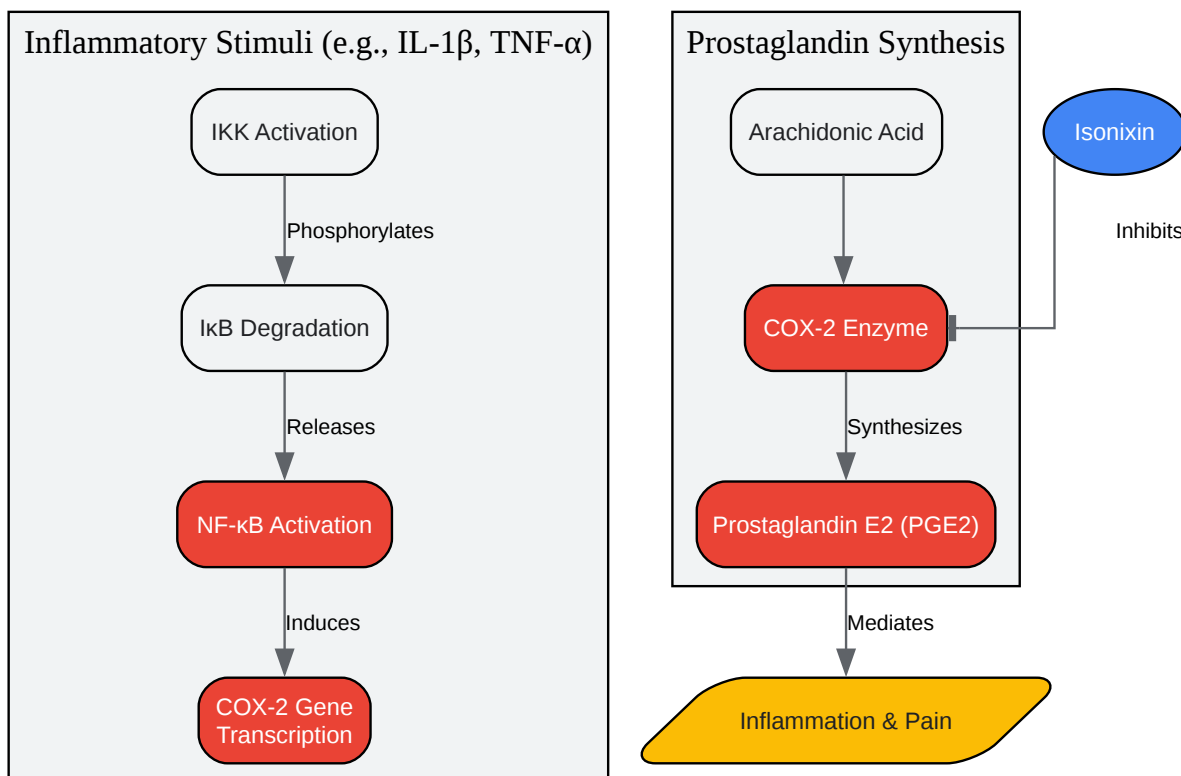 Inflammatory Stimuli (e.g., IL-1β, TNF-α)
IKK Activation
Phosphorylates
IκB Degradation
Releases
NF-κB Activation
Induces
COX-2 Gene
Transcription
Prostaglandin Synthesis
Arachidonic Acid
COX-2 Enzyme
Synthesizes
Prostaglandin E2 (PGE2)
Mediates
Inflammation & Pain
Isonixin
Inhibits